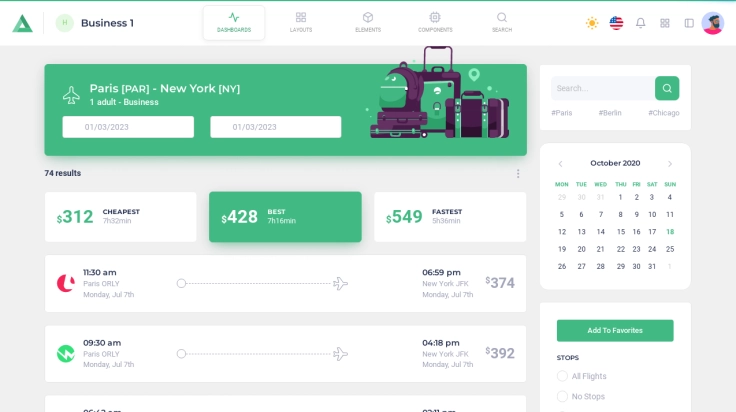 H Business 1
DASHBOARDS
LAYOUTS
ELEMENTS
COMPONENTS
SEARCH
Paris [PAR] - New York [NY]
1 adult - Business
01/03/2023 01/03/2023
74 results
$312 CHEAPEST
7h32min
$428 BEST
7h16min
$549 FASTEST
5h36min
11:30 am 06:59 pm
Paris ORLY New York JFK $374
Monday, Jul 7th Monday, Jul 7th
09:30 am 04:18 pm
Paris ORLY New York JFK $392
Monday, Jul 7th Monday, Jul 7th
Search...
#Paris #Berlin #Chicago
October 2020
MON TUE WED THU FRI SAT SUN
29 30 31 1 2 3 4
5 6 7 8 9 10 11
12 13 14 15 16 17 18
19 20 21 22 23 24 25
26 27 28 29 30 31 1
Add To Favorites
STOPS
All Flights
No Stops